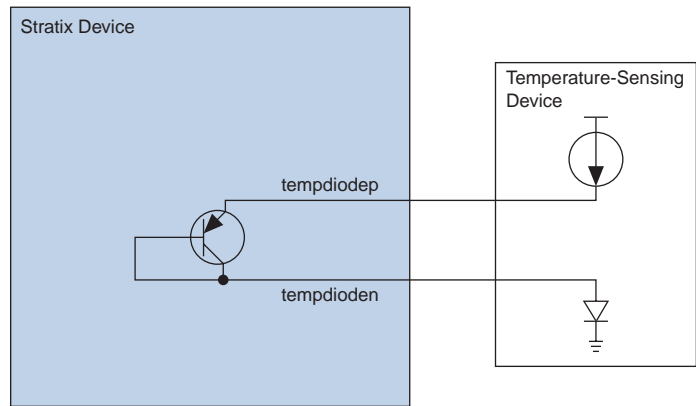 Stratix Device
Temperature-Sensing
Device
tempdiodep
tempdioden